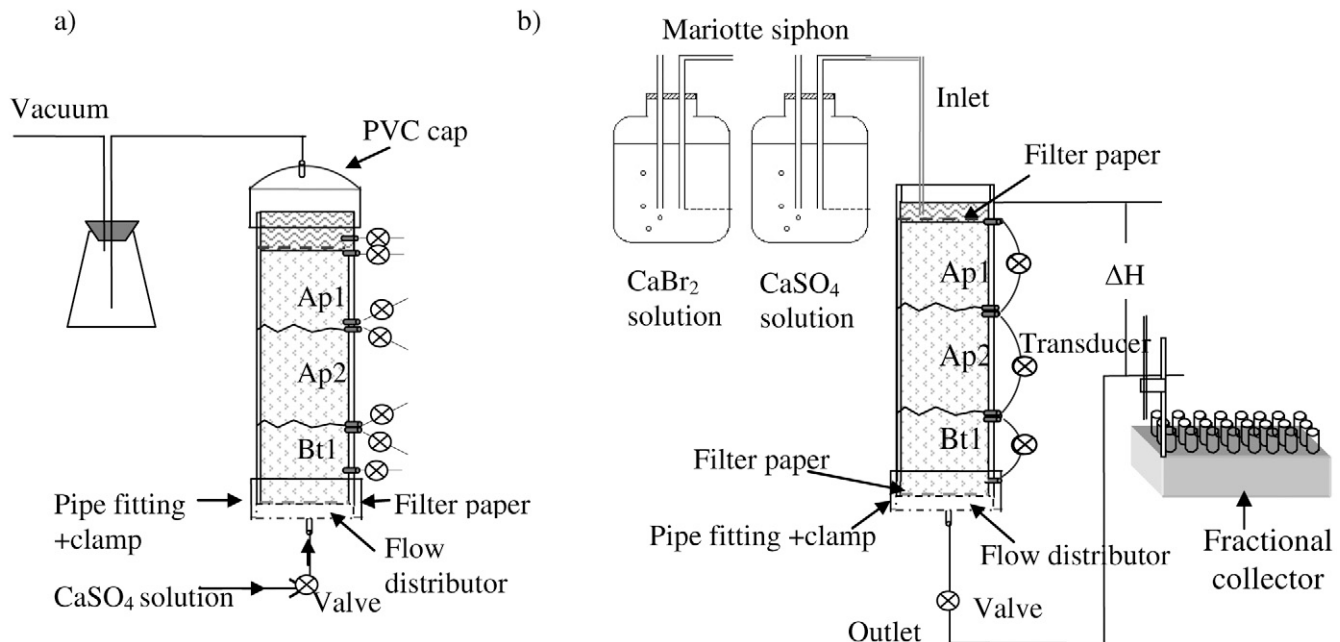 a)
Vacuum
PVC cap
Ap1
Ap2
Bt1
Pipe fitting
+clamp
Filter paper
Flow
distributor
CaSO₄ solution
Valve
b)
Mariotte siphon
Inlet
Filter paper
CaBr₂
solution
CaSO₄
solution
Ap1
ΔH
Transducer
Ap2
Bt1
Filter paper
Pipe fitting +clamp
Flow distributor
Fractional
collector
Valve
Outlet